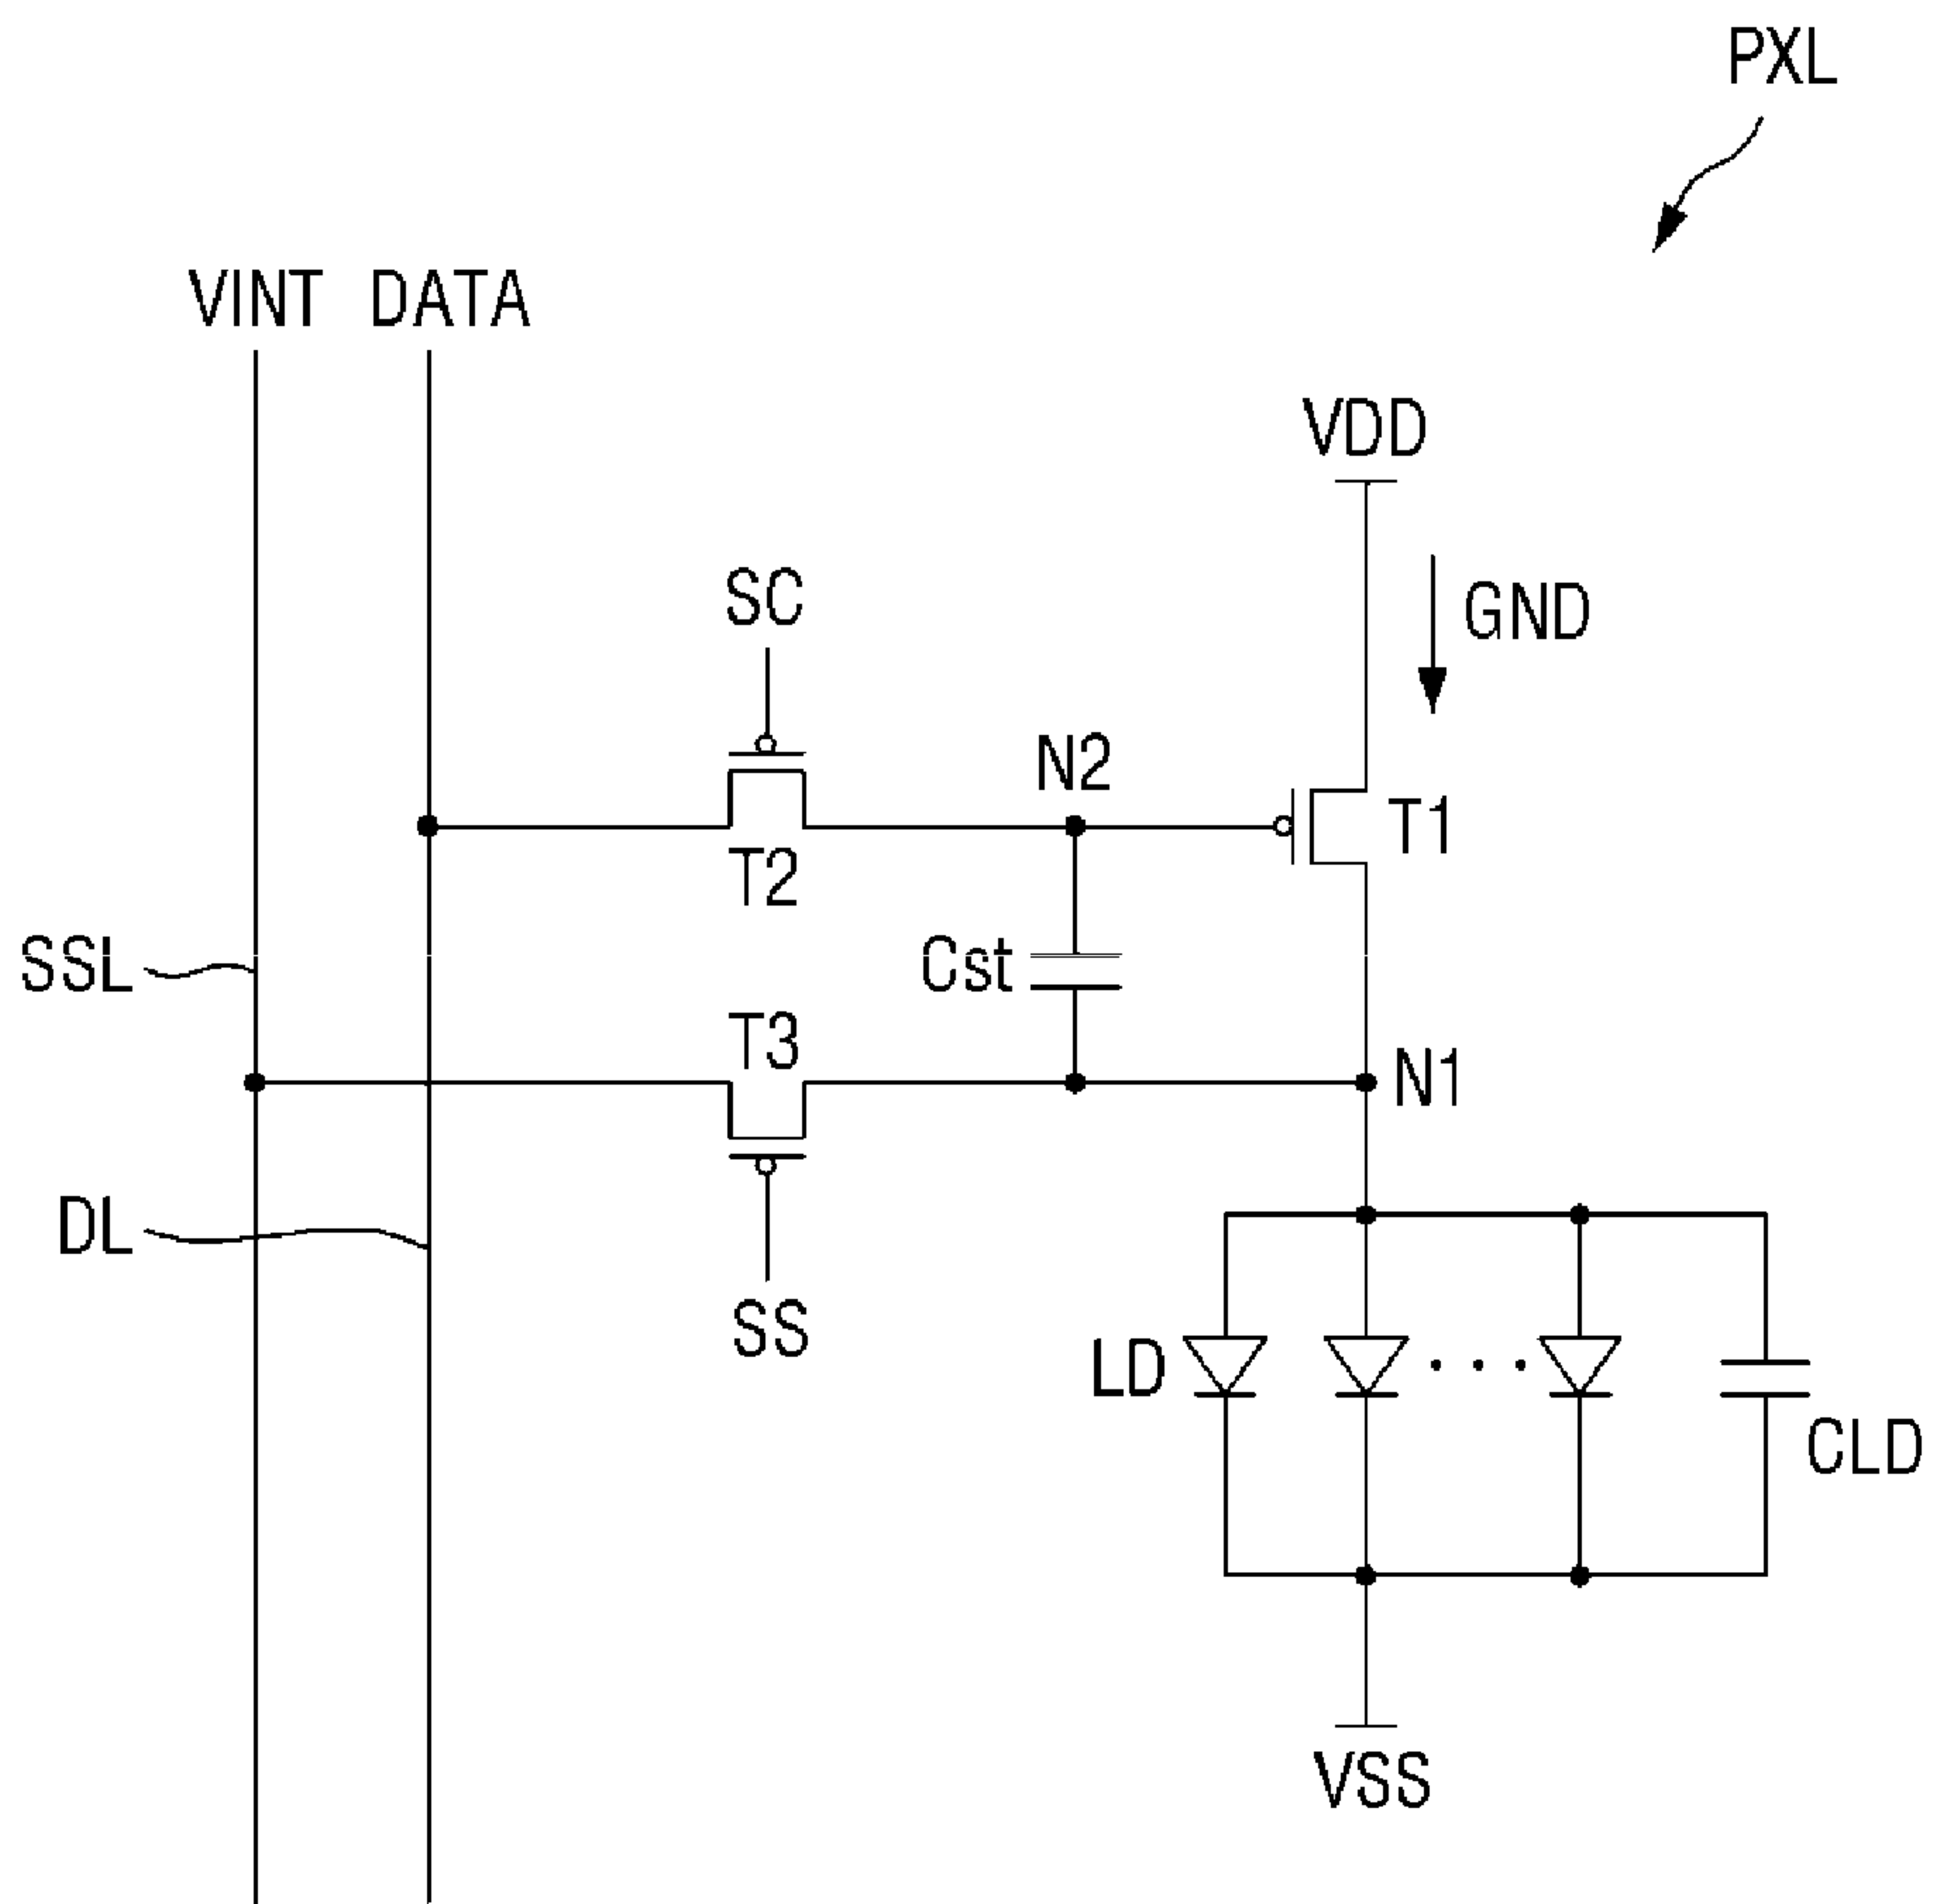 PXL
VINT DATA
VDD
SC
GND
N2
T1
T2
SSL
Cst
T3
N1
DL
SS
LD
CLD
VSS